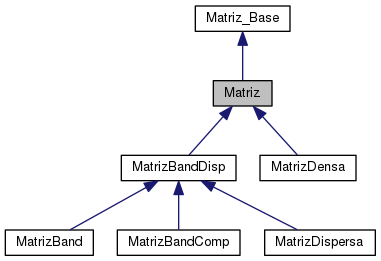 Matriz_Base
Matriz
MatrizBandDisp
MatrizDensa
MatrizBand
MatrizBandComp
MatrizDispersa